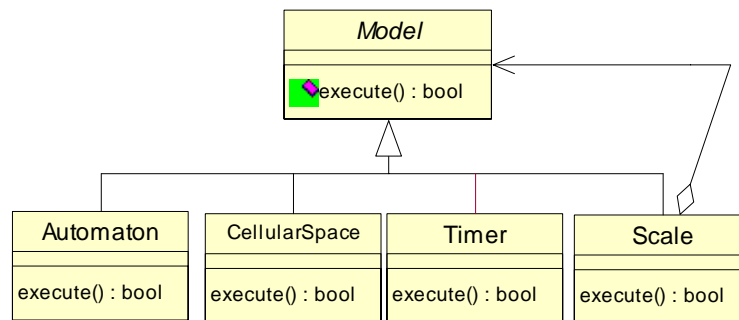 Model
execute() : bool
Automaton
CellularSpace
Timer
Scale
execute() : bool
execute() : bool
execute() : bool
execute() : bool